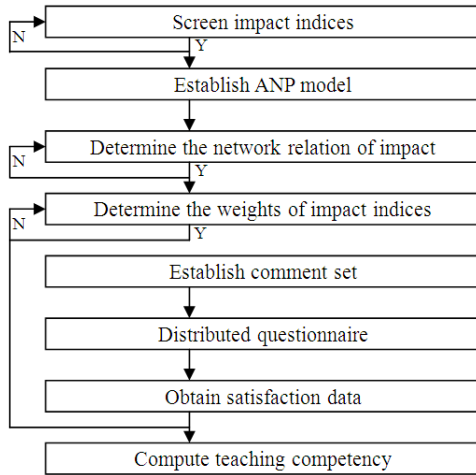 Screen impact indices
N
Y
Establish ANP model
Determine the network relation of impact
N
Y
Determine the weights of impact indices
N
Y
Establish comment set
Distributed questionnaire
Obtain satisfaction data
Compute teaching competency